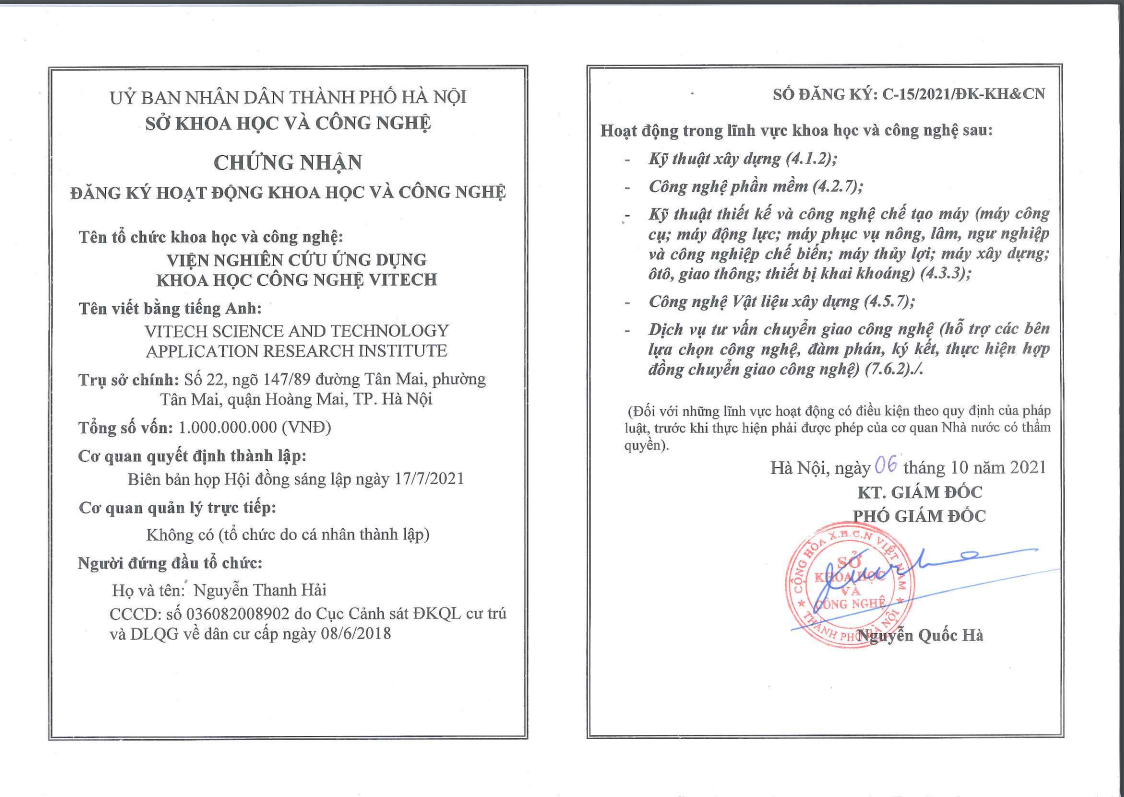 UỶ BAN NHÂN DÂN THÀNH PHỐ HÀ NỘI
SỞ KHOA HỌC VÀ CÔNG NGHỆ
CHỨNG NHẬN
ĐĂNG KÝ HOẠT ĐỘNG KHOA HỌC VÀ CÔNG NGHỆ
Tên tổ chức khoa học và công nghệ:
VIỆN NGHIÊN CỨU ỨNG DỤNG
KHOA HỌC CÔNG NGHỆ VITECH
Tên viết bằng tiếng Anh:
VITECH SCIENCE AND TECHNOLOGY
APPLICATION RESEARCH INSTITUTE
Trụ sở chính: Số 22, ngõ 147/89 đường Tân Mai, phường
Tân Mai, quận Hoàng Mai, TP. Hà Nội
Tổng số vốn: 1.000.000.000 (VNĐ)
Cơ quan quyết định thành lập:
Biên bản họp Hội đồng sáng lập ngày 17/7/2021
Cơ quan quản lý trực tiếp:
Không có (tổ chức do cá nhân thành lập)
Người đứng đầu tổ chức:
Họ và tên: Nguyễn Thanh Hải
CCCD: số 036082008902 do Cục Cảnh sát ĐKQL cư trú
và DLQG về dân cư cấp ngày 08/6/2018
SỐ ĐĂNG KÝ: C-15/2021/ĐK-KH&CN
Hoạt động trong lĩnh vực khoa học và công nghệ sau:
- Kỹ thuật xây dựng (4.1.2);
- Công nghệ phần mềm (4.2.7);
- Kỹ thuật thiết kế và công nghệ chế tạo máy (máy công
cụ; máy động lực; máy phục vụ nông, lâm, ngư nghiệp
và công nghiệp chế biến; máy thủy lợi; máy xây dựng;
ôtô, giao thông; thiết bị khai khoáng) (4.3.3);
- Công nghệ Vật liệu xây dựng (4.5.7);
- Dịch vụ tư vấn chuyển giao công nghệ (hỗ trợ các bên
lựa chọn công nghệ, đàm phán, ký kết, thực hiện hợp
đồng chuyển giao công nghệ) (7.6.2)./.
(Đối với những lĩnh vực hoạt động có điều kiện theo quy định của pháp
luật, trước khi thực hiện phải được phép của cơ quan Nhà nước có thẩm
quyền).
Hà Nội, ngày 06 tháng 10 năm 2021
KT. GIÁM ĐỐC
PHÓ GIÁM ĐỐC
CỘNG HÒA X.H.C.N VIỆT NAM
SỞ
KHOA HỌC
VÀ
CÔNG NGHỆ
THÀNH PHỐ HÀ NỘI
Nguyễn Quốc Hà